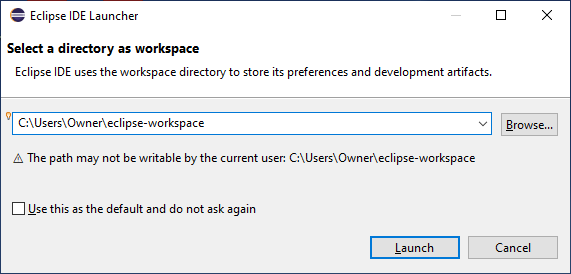 Eclipse IDE Launcher
Select a directory as workspace
Eclipse IDE uses the workspace directory to store its preferences and development artifacts.
C:\Users\Owner\eclipse-workspace
Browse...
The path may not be writable by the current user: C:\Users\Owner\eclipse-workspace
Use this as the default and do not ask again
Launch
Cancel